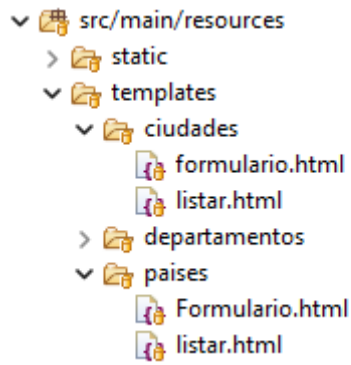 src/main/resources
static
templates
ciudades
formulario.html
listar.html
departamentos
paises
Formulario.html
listar.html